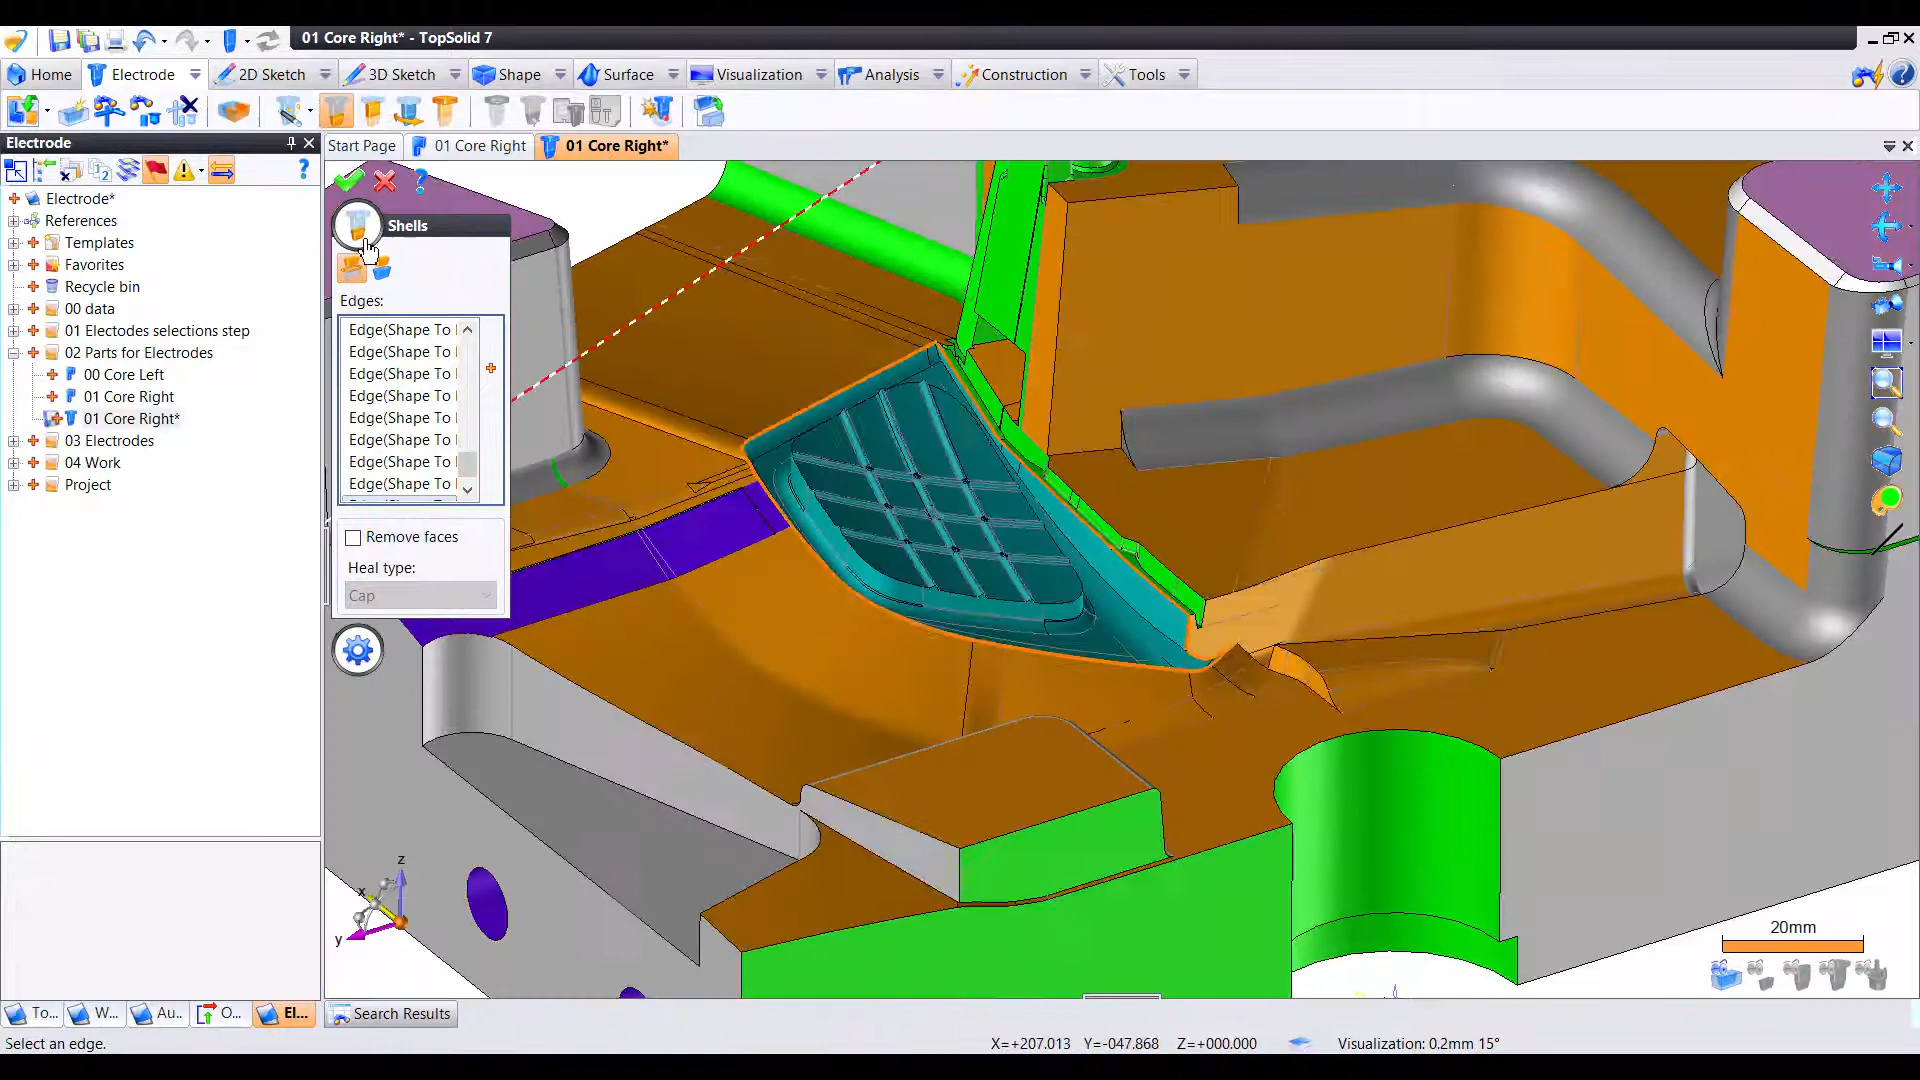 01 Core Right* - TopSolid 7
Home
Electrode
2D Sketch
3D Sketch
Shape
Surface
Visualization
Analysis
Construction
Tools
Electrode
Start Page
01 Core Right
01 Core Right*
Electrode*
References
Templates
Favorites
Recycle bin
00 data
01 Electodes selections step
02 Parts for Electrodes
00 Core Left
01 Core Right
01 Core Right*
03 Electrodes
04 Work
Project
Shells
Edges:
Edge(Shape To
Edge(Shape To
Edge(Shape To
Edge(Shape To
Edge(Shape To
Edge(Shape To
Edge(Shape To
Edge(Shape To
Remove faces
Heal type:
Cap
z
x
y
20mm
To...
W...
Au...
O...
El...
Search Results
Select an edge.
X=+207.013 Y=-047.868 Z=+000.000
Visualization: 0.2mm 15°